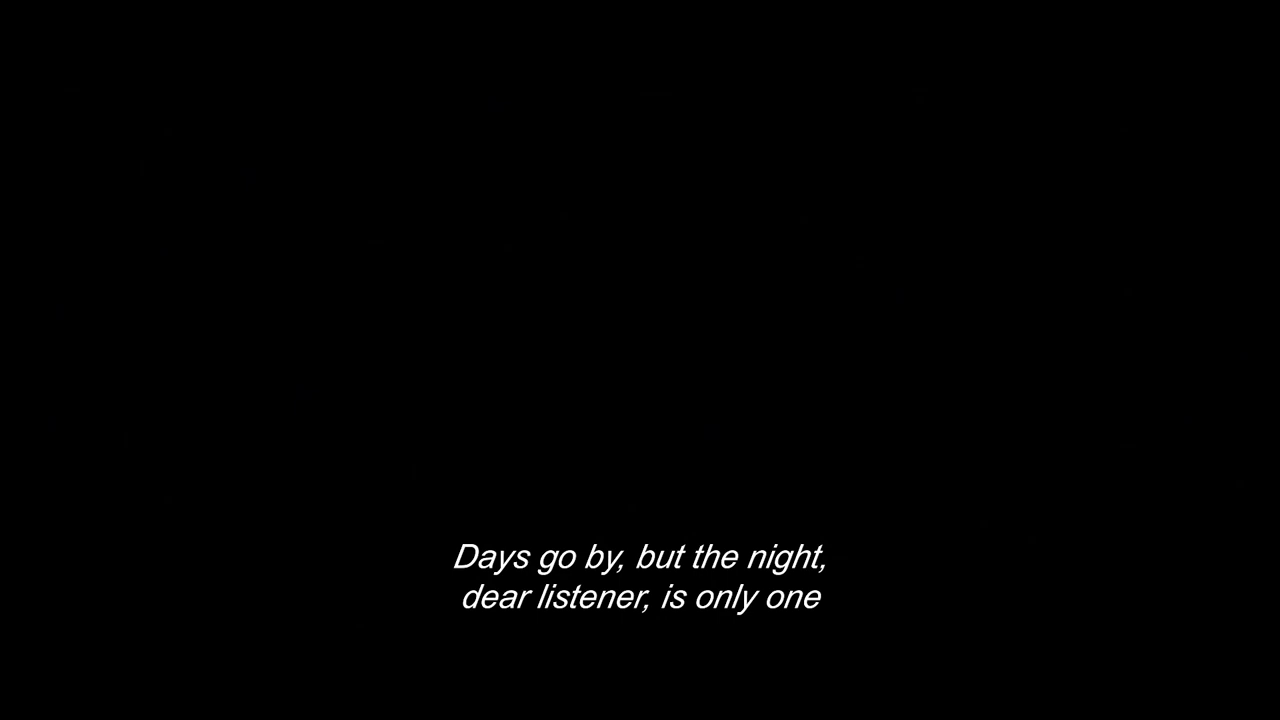 Days go by, but the night,
dear listener, is only one